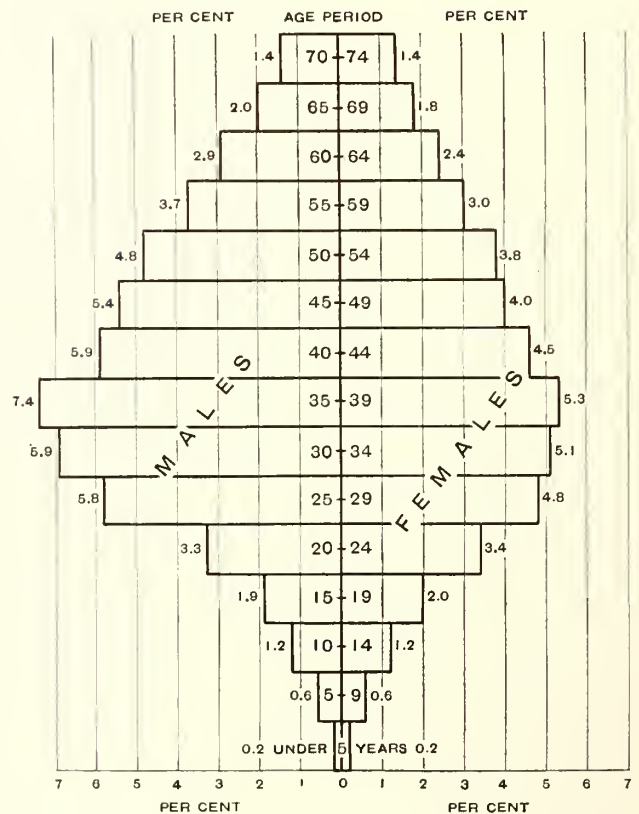 PER CENT AGE PERIOD PER CENT
1.4 70 74 1.4
2.0 65 69 1.8
2.9 60 64 2.4
3.7 55 59 3.0
4.8 50 54 3.8
5.4 45 49 4.0
5.9 40 44 4.5
7.4 35 39 5.3
5.9 30 34 5.1
MALES
5.8 25 29 4.8
FEMALES
3.3 20 24 3.4
1.9 15 19 2.0
1.2 10 14 1.2
0.6 5 9 0.6
0.2 UNDER 5 YEARS 0.2
7 6 5 4 3 2 1 0 1 2 3 4 5 6 7
PER CENT PER CENT